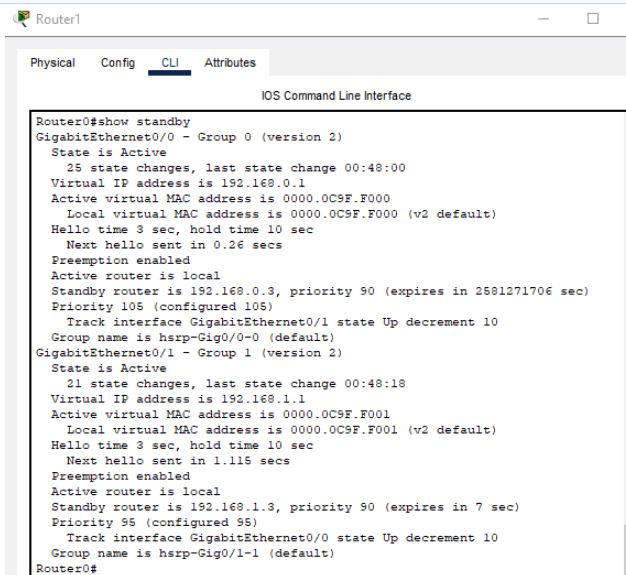 Router1
Physical Config CLI Attributes
IOS Command Line Interface
Router0#show standby
GigabitEthernet0/0 - Group 0 (version 2)
State is Active
25 state changes, last state change 00:48:00
Virtual IP address is 192.168.0.1
Active virtual MAC address is 0000.0C9F.F000
Local virtual MAC address is 0000.0C9F.F000 (v2 default)
Hello time 3 sec, hold time 10 sec
Next hello sent in 0.26 secs
Preemption enabled
Active router is local
Standby router is 192.168.0.3, priority 90 (expires in 2581271706 sec)
Priority 105 (configured 105)
Track interface GigabitEthernet0/1 state Up decrement 10
Group name is hsrp-Gig0/0-0 (default)
GigabitEthernet0/1 - Group 1 (version 2)
State is Active
21 state changes, last state change 00:48:18
Virtual IP address is 192.168.1.1
Active virtual MAC address is 0000.0C9F.F001
Local virtual MAC address is 0000.0C9F.F001 (v2 default)
Hello time 3 sec, hold time 10 sec
Next hello sent in 1.115 secs
Preemption enabled
Active router is local
Standby router is 192.168.1.3, priority 90 (expires in 7 sec)
Priority 95 (configured 95)
Track interface GigabitEthernet0/0 state Up decrement 10
Group name is hsrp-Gig0/1-1 (default)
Router0#